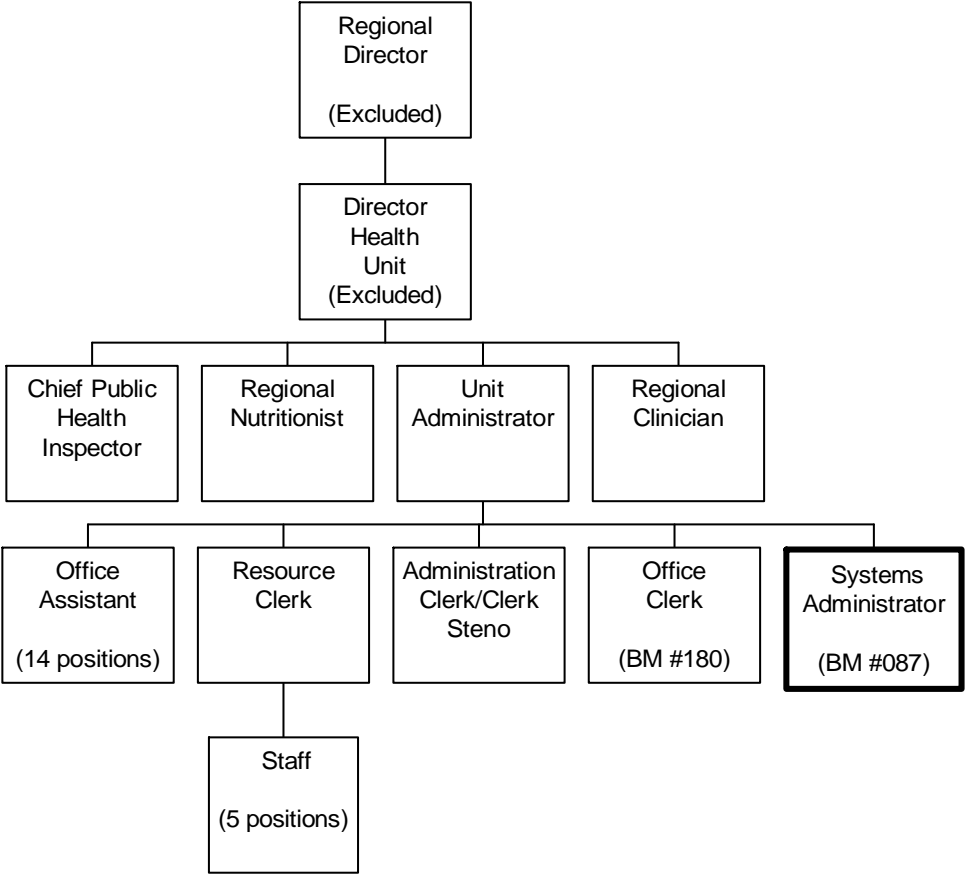 Regional
Director
(Excluded)
Director
Health
Unit
(Excluded)
Chief Public
Health
Inspector
Regional
Nutritionist
Unit
Administrator
Regional
Clinician
Office
Assistant
(14 positions)
Resource
Clerk
Administration
Clerk/Clerk
Steno
Office
Clerk
(BM #180)
Systems
Administrator
(BM #087)
Staff
(5 positions)